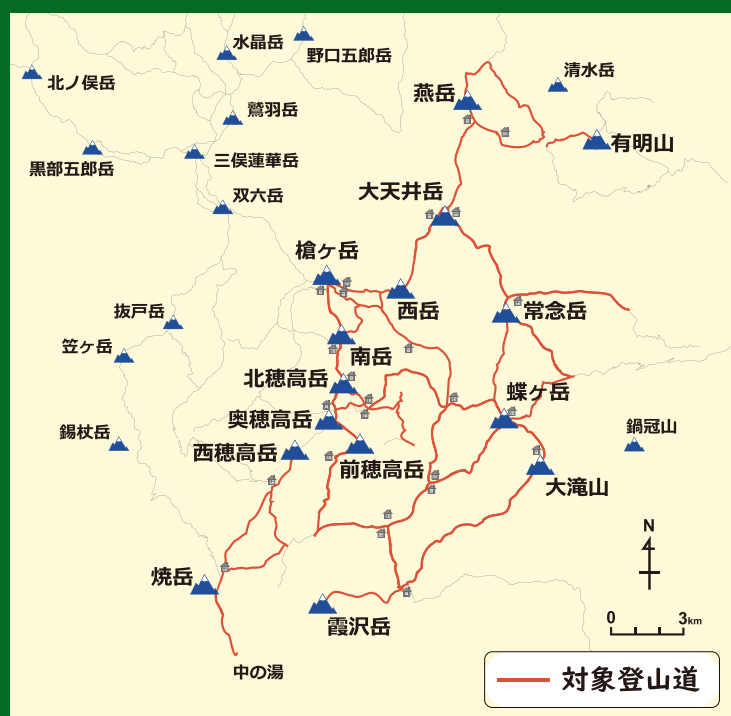 水晶岳
野口五郎岳
北ノ俣岳
清水岳
燕岳
鷲羽岳
有明山
黒部五郎岳
三俣蓮華岳
双六岳
大天井岳
槍ヶ岳
西岳
常念岳
抜戸岳
笠ヶ岳
南岳
北穂高岳
蝶ヶ岳
奥穂高岳
錫杖岳
西穂高岳
前穂高岳
鍋冠山
大滝山
N
焼岳
霞沢岳
0 3km
中の湯
対象登山道